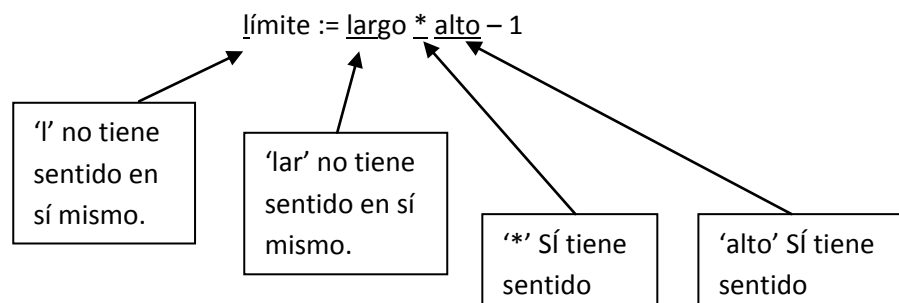 límite := largo * alto – 1
‘l’ no tiene
sentido en
sí mismo.
‘lar’ no tiene
sentido en sí
mismo.
‘*’ SÍ tiene
sentido
‘alto’ SÍ tiene
sentido